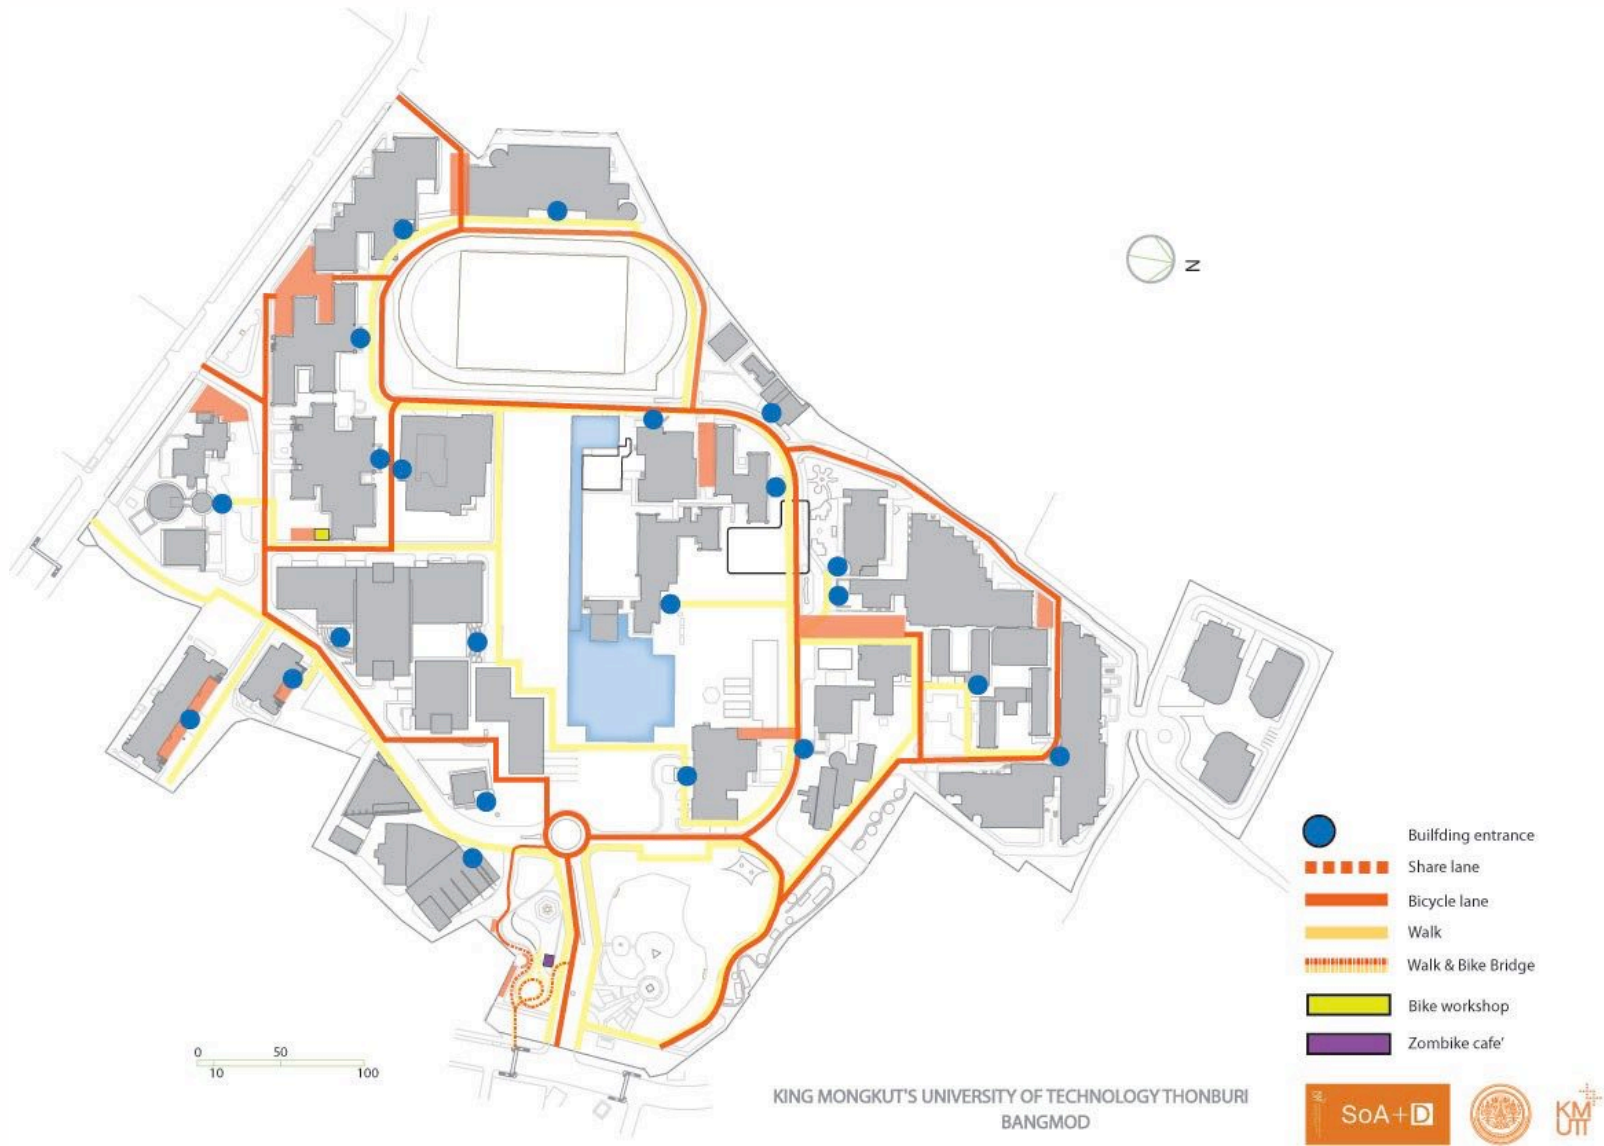 N
Builfding entrance
Share lane
Bicycle lane
Walk
Walk & Bike Bridge
Bike workshop
Zombike cafe'
0
50
10
100
KING MONGKUT'S UNIVERSITY OF TECHNOLOGY THONBURI
BANGMOD
SoA+D
KM
UTT